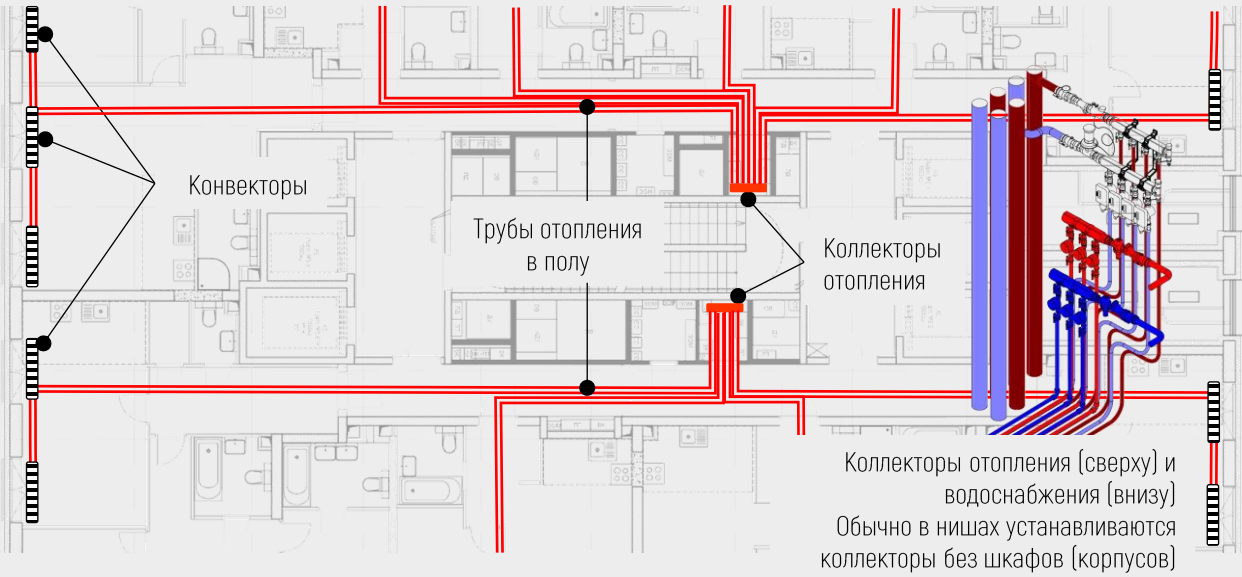 Конвекторы
Трубы отопления
в полу
Коллекторы
отопления
Коллекторы отопления (сверху) и
водоснабжения (внизу)
Обычно в нишах устанавливаются
коллекторы без шкафов (корпусов)